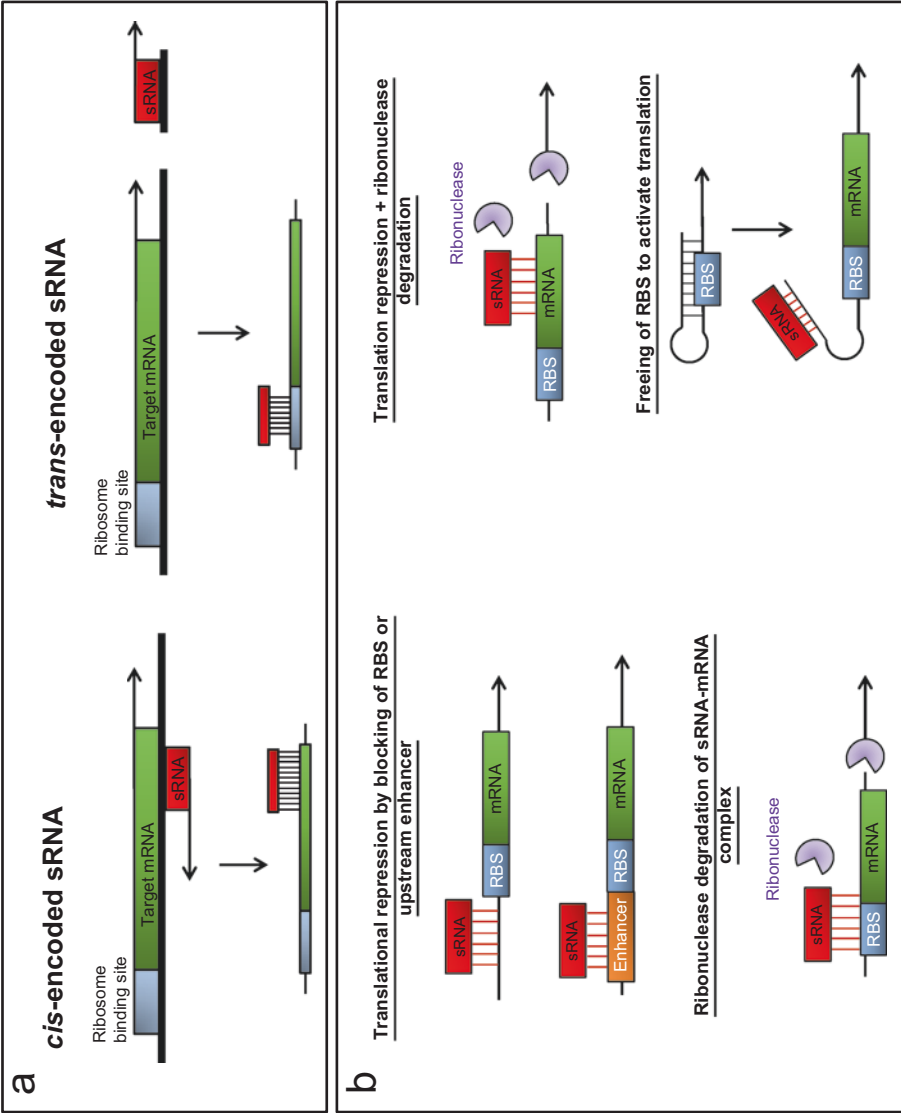 a
cis-encoded sRNA
Ribosome
binding site
Target mRNA
sRNA
trans-encoded sRNA
Ribosome
binding site
Target mRNA
sRNA
b
Translational repression by blocking of RBS or
upstream enhancer
sRNA
RBS
mRNA
sRNA
Enhancer
RBS
mRNA
Translation repression + ribonuclease
degradation
Ribonuclease
sRNA
RBS
mRNA
Ribonuclease degradation of sRNA-mRNA
complex
Ribonuclease
sRNA
RBS
mRNA
Freeing of RBS to activate translation
RBS
sRNA
RBS
mRNA